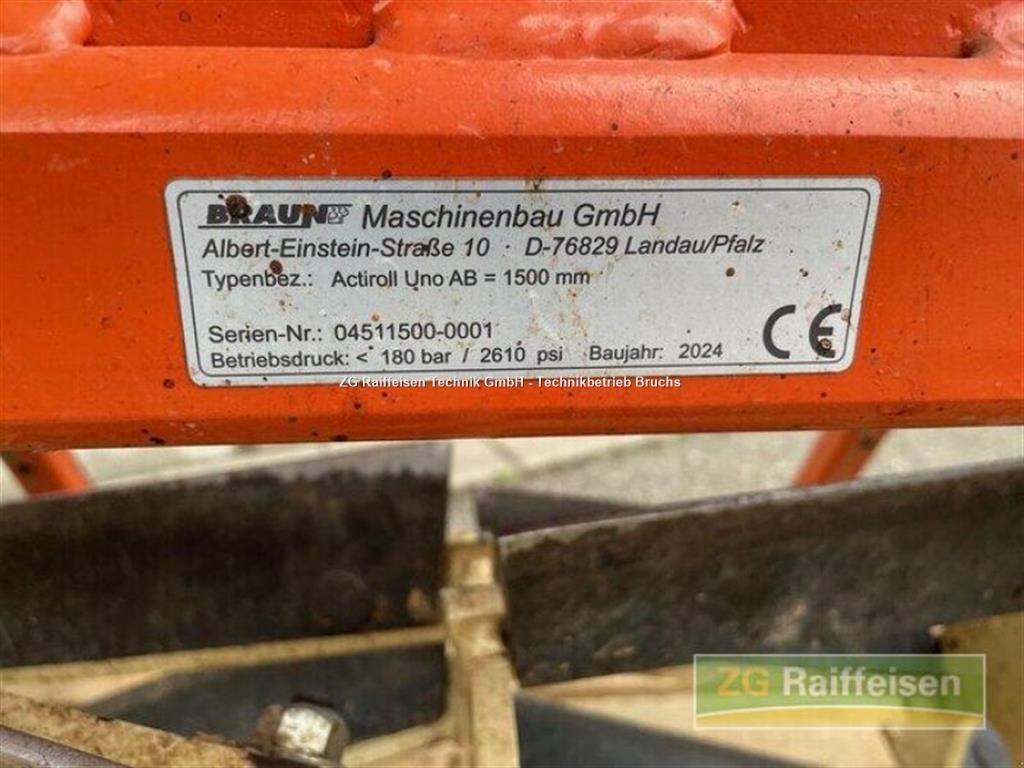 BRAUN Maschinenbau GmbH
Albert-Einstein-Straße 10 · D-76829 Landau/Pfalz
Typenbez.: Actiroll Uno AB = 1500 mm
Serien-Nr.: 04511500-0001
Betriebsdruck: < 180 bar / 2610 psi Baujahr: 2024
CE
ZG Raiffeisen Technik GmbH - Technikbetrieb Bruchs
ZG Raiffeisen